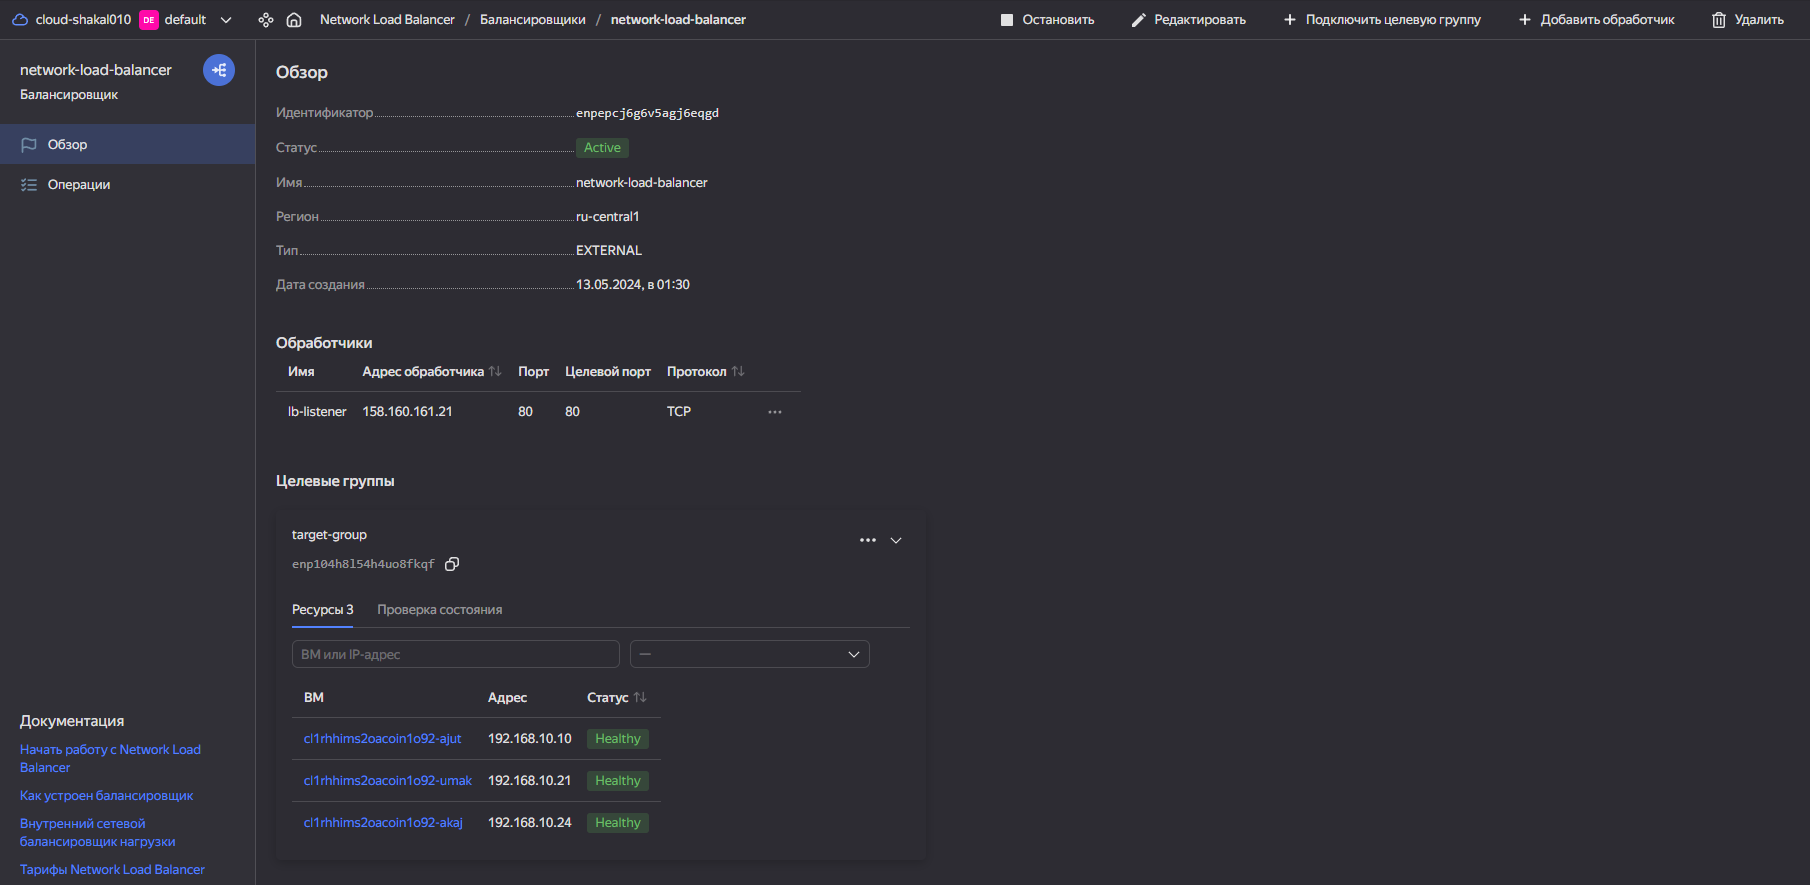 cloud-shakal010 DE default Network Load Balancer / Балансировщики / network-load-balancer Остановить Редактировать Подключить целевую группу Добавить обработчик Удалить
network-load-balancer
Балансировщик
Обзор
Операции
Документация
Начать работу с Network Load
Balancer
Как устроен балансировщик
Внутренний сетевой
балансировщик нагрузки
Тарифы Network Load Balancer
Обзор
Идентификатор enpepcj6g6v5agj6eqgd
Статус Active
Имя network-load-balancer
Регион ru-central1
Тип EXTERNAL
Дата создания 13.05.2024, в 01:30
Обработчики
Имя Адрес обработчика Порт Целевой порт Протокол
lb-listener 158.160.161.21 80 80 TCP
Целевые группы
target-group
enp104h8l54h4uo8fkqf
Ресурсы 3 Проверка состояния
ВМ или IP-адрес —
ВМ Адрес Статус
cl1rhhims2oacoin1o92-ajut 192.168.10.10 Healthy
cl1rhhims2oacoin1o92-umak 192.168.10.21 Healthy
cl1rhhims2oacoin1o92-akaj 192.168.10.24 Healthy